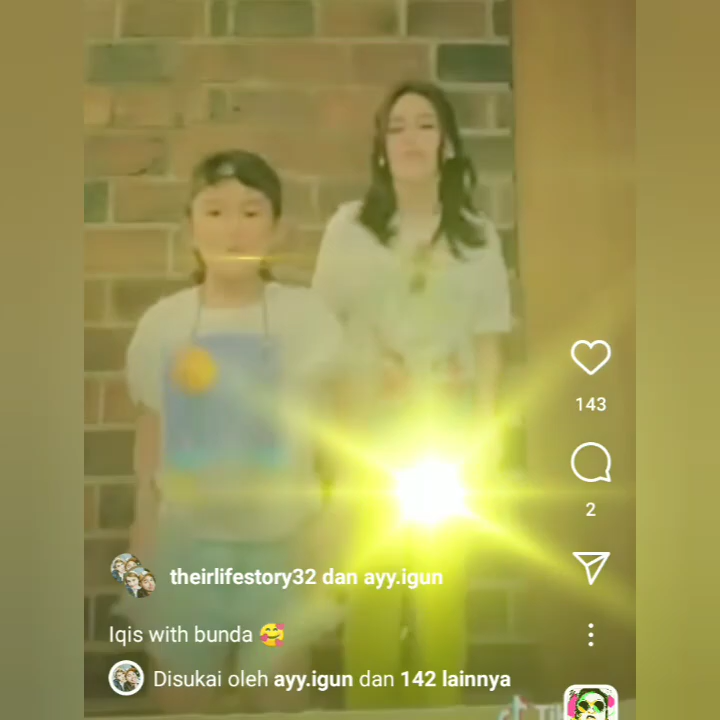 143
2
theirlifestory32 dan ayy.igun
Iqis with bunda 🥰
Disukai oleh ayy.igun dan 142 lainnya